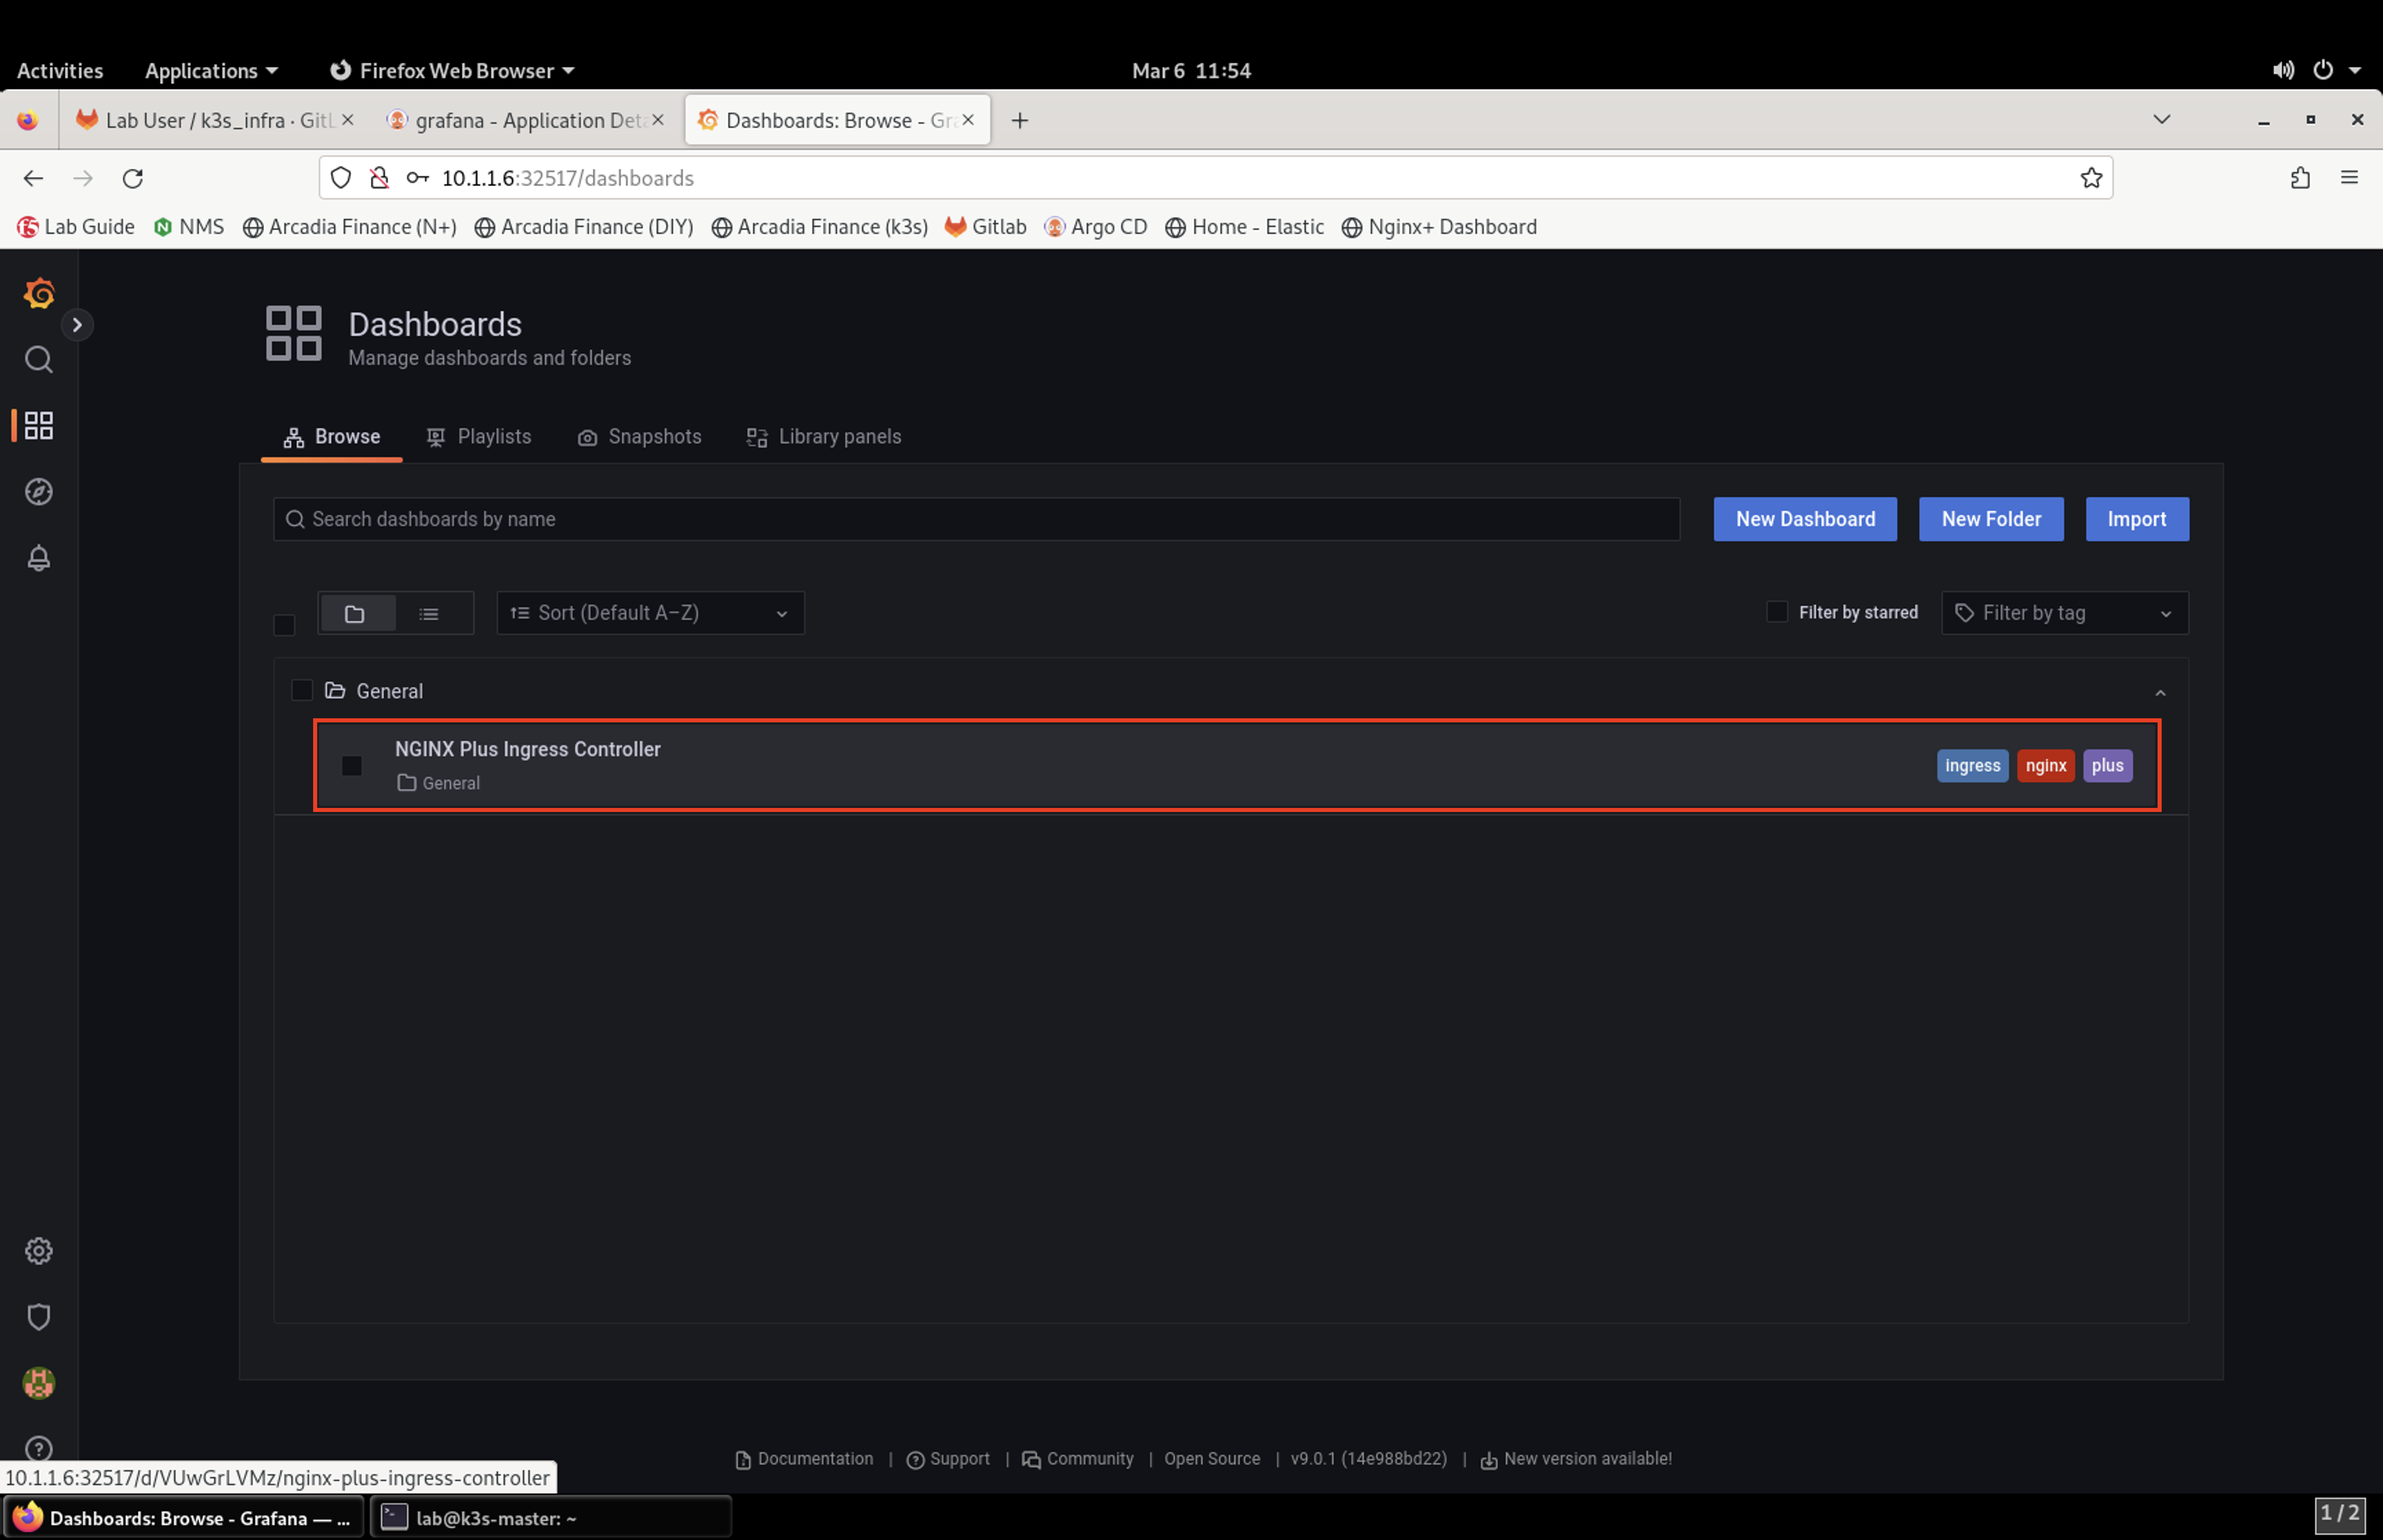 Activities Applications Firefox Web Browser Mar 6 11:54
Lab User / k3s_infra · GitL grafana - Application Deta Dashboards: Browse - Gra
10.1.1.6:32517/dashboards
Lab Guide NMS Arcadia Finance (N+) Arcadia Finance (DIY) Arcadia Finance (k3s) Gitlab Argo CD Home - Elastic Nginx+ Dashboard
Dashboards
Manage dashboards and folders
Browse Playlists Snapshots Library panels
Search dashboards by name New Dashboard New Folder Import
Sort (Default A–Z) Filter by starred Filter by tag
General
NGINX Plus Ingress Controller
General
ingress nginx plus
Documentation | Support | Community | Open Source | v9.0.1 (14e988bd22) | New version available!
10.1.1.6:32517/d/VUwGrLVMz/nginx-plus-ingress-controller
Dashboards: Browse - Grafana — ... lab@k3s-master: ~ 1 / 2